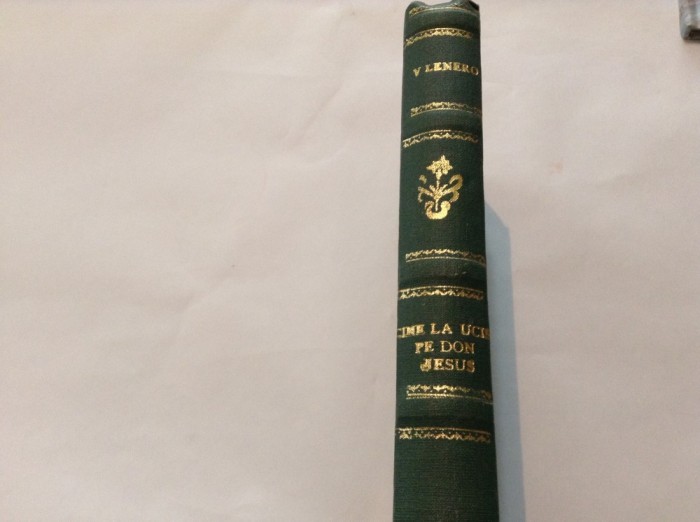 V LENERO
CINE LA UCIS
PE DON
JESUS